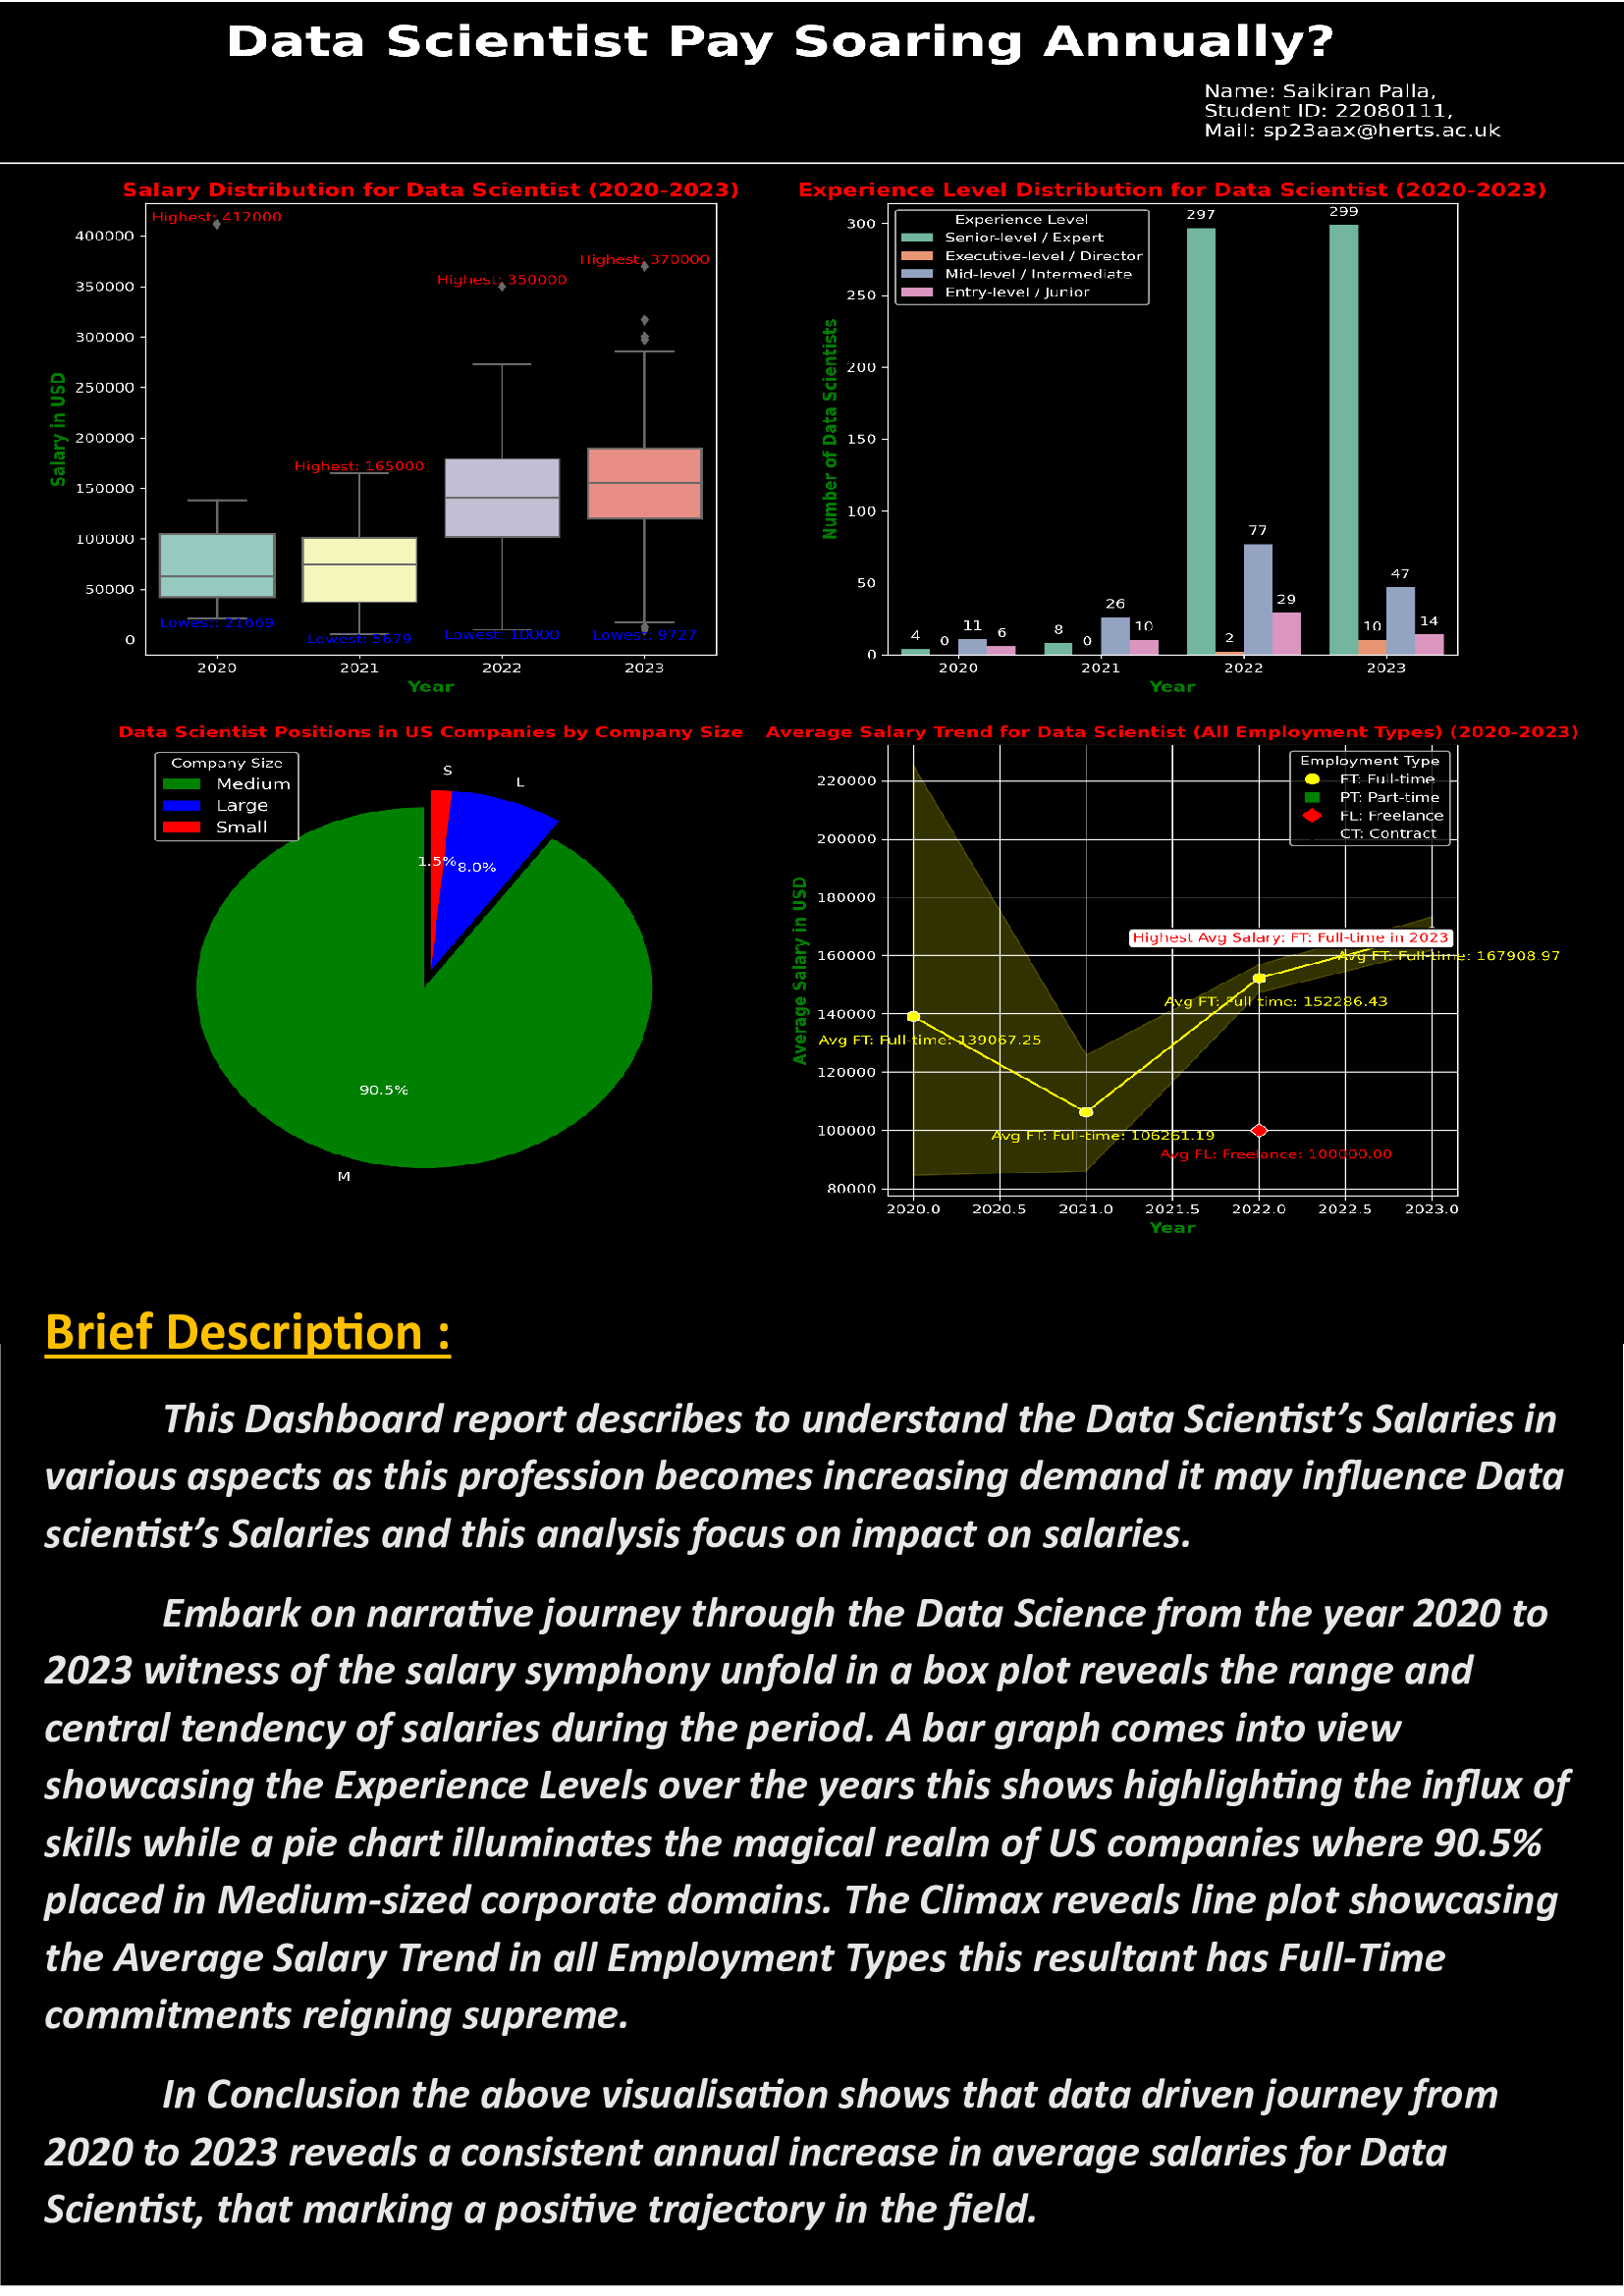 Data Scientist Pay Soaring Annually?
Name: Saikiran Palla,
Student ID: 22080111,
Mail: sp23aax@herts.ac.uk
Salary Distribution for Data Scientist (2020-2023)
Highest: 412000
Highest: 370000
Highest: 350000
Highest: 165000
Lowest: 21669
Lowest: 5679
Lowest: 10000
Lowest: 9727
400000
350000
300000
250000
200000
150000
100000
50000
0
Salary in USD
2020 2021 2022 2023
Year
Experience Level Distribution for Data Scientist (2020-2023)
Experience Level
Senior-level / Expert
Executive-level / Director
Mid-level / Intermediate
Entry-level / Junior
300
250
200
150
100
50
0
Number of Data Scientists
4 0 11 6
8 0 26 10
297 2 77 29
299 10 47 14
2020 2021 2022 2023
Year
Data Scientist Positions in US Companies by Company Size
Company Size
Medium
Large
Small
S
L
1.5%
8.0%
90.5%
M
Average Salary Trend for Data Scientist (All Employment Types) (2020-2023)
Employment Type
FT: Full-time
PT: Part-time
FL: Freelance
CT: Contract
220000
200000
180000
160000
140000
120000
100000
80000
Average Salary in USD
Highest Avg Salary: FT: Full-time in 2023
Avg FT: Full-time: 167908.97
Avg FT: Full-time: 152286.43
Avg FT: Full-time: 139067.25
Avg FT: Full-time: 106261.19
Avg FL: Freelance: 100000.00
2020.0 2020.5 2021.0 2021.5 2022.0 2022.5 2023.0
Year
Brief Description :
This Dashboard report describes to understand the Data Scientist’s Salaries in
various aspects as this profession becomes increasing demand it may influence Data
scientist’s Salaries and this analysis focus on impact on salaries.
Embark on narrative journey through the Data Science from the year 2020 to
2023 witness of the salary symphony unfold in a box plot reveals the range and
central tendency of salaries during the period. A bar graph comes into view
showcasing the Experience Levels over the years this shows highlighting the influx of
skills while a pie chart illuminates the magical realm of US companies where 90.5%
placed in Medium-sized corporate domains. The Climax reveals line plot showcasing
the Average Salary Trend in all Employment Types this resultant has Full-Time
commitments reigning supreme.
In Conclusion the above visualisation shows that data driven journey from
2020 to 2023 reveals a consistent annual increase in average salaries for Data
Scientist, that marking a positive trajectory in the field.